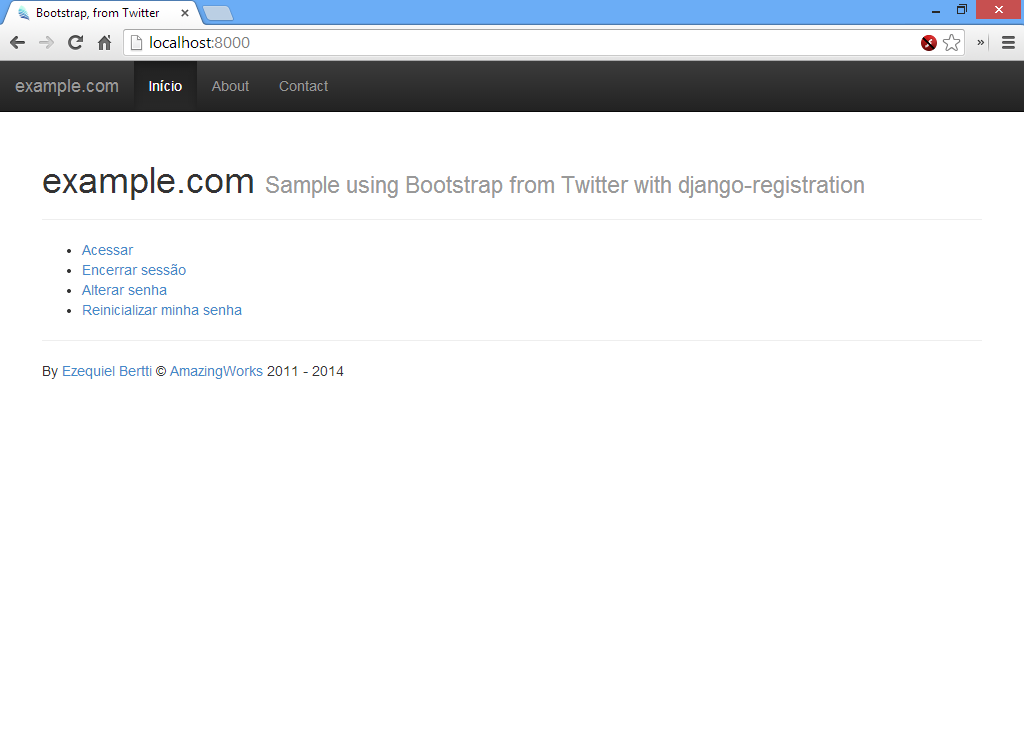 Bootstrap, from Twitter
localhost:8000
example.com Início About Contact
example.com Sample using Bootstrap from Twitter with django-registration
Acessar
Encerrar sessão
Alterar senha
Reinicializar minha senha
By Ezequiel Bertti © AmazingWorks 2011 - 2014